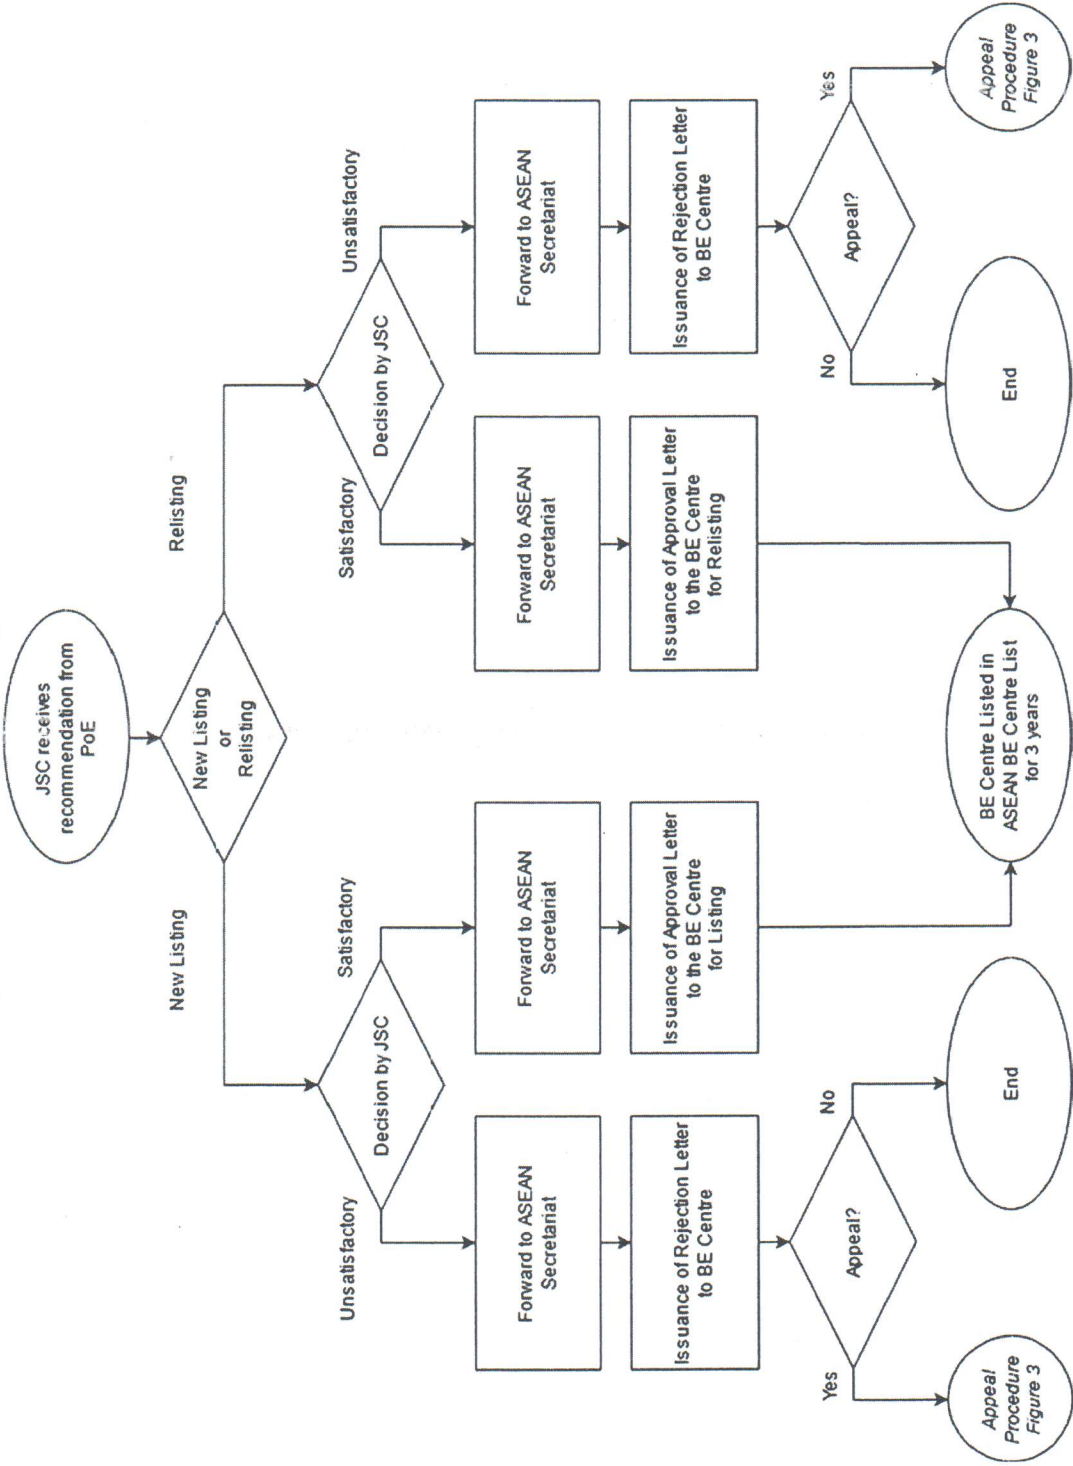 JSC receives
recommendation from
PoE
New Listing
or
Relisting
New Listing
Relisting
Decision by JSC
Decision by JSC
Unsatisfactory
Satisfactory
Satisfactory
Unsatisfactory
Forward to ASEAN
Secretariat
Forward to ASEAN
Secretariat
Forward to ASEAN
Secretariat
Forward to ASEAN
Secretariat
Issuance of Rejection Letter
to BE Centre
Issuance of Approval Letter
to the BE Centre
for Listing
Issuance of Approval Letter
to the BE Centre
for Relisting
Issuance of Rejection Letter
to BE Centre
Appeal?
Appeal?
Yes
No
No
Yes
Appeal
Procedure
Figure 3
End
BE Centre Listed in
ASEAN BE Centre List
for 3 years
End
Appeal
Procedure
Figure 3